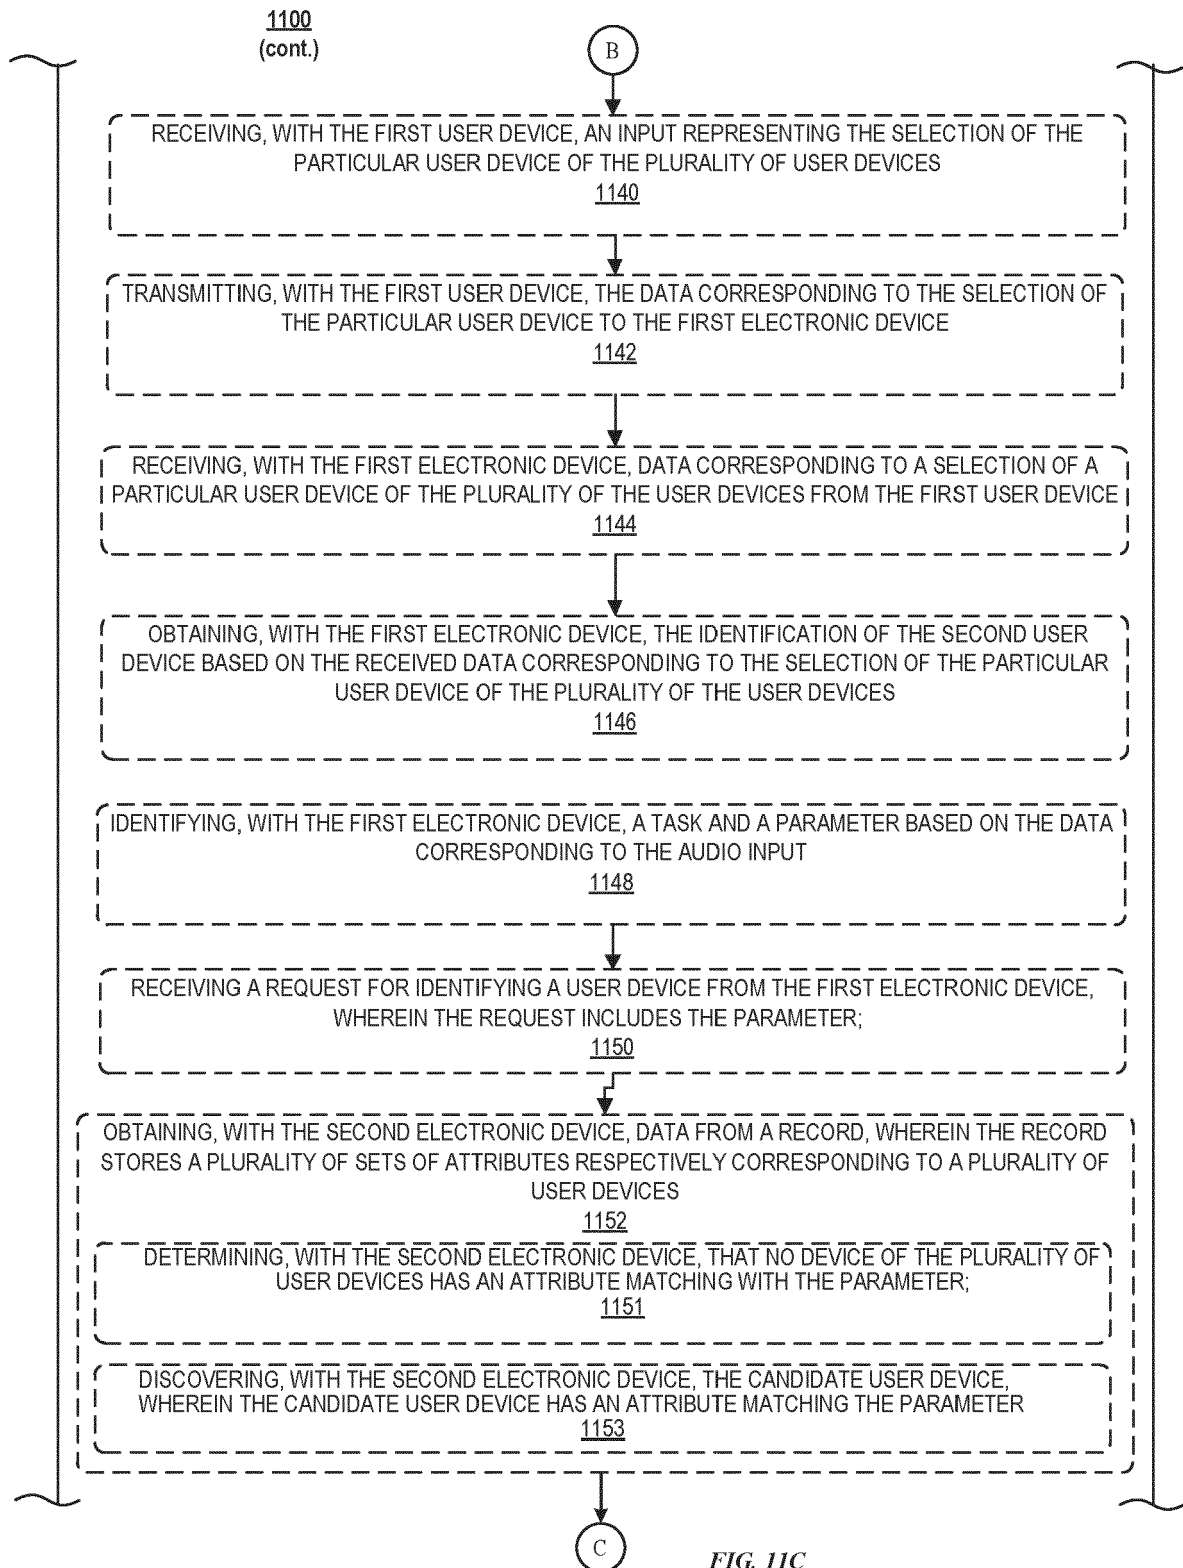 1100
(cont.)
B
RECEIVING, WITH THE FIRST USER DEVICE, AN INPUT REPRESENTING THE SELECTION OF THE
PARTICULAR USER DEVICE OF THE PLURALITY OF USER DEVICES
1140
TRANSMITTING, WITH THE FIRST USER DEVICE, THE DATA CORRESPONDING TO THE SELECTION OF
THE PARTICULAR USER DEVICE TO THE FIRST ELECTRONIC DEVICE
1142
RECEIVING, WITH THE FIRST ELECTRONIC DEVICE, DATA CORRESPONDING TO A SELECTION OF A
PARTICULAR USER DEVICE OF THE PLURALITY OF THE USER DEVICES FROM THE FIRST USER DEVICE
1144
OBTAINING, WITH THE FIRST ELECTRONIC DEVICE, THE IDENTIFICATION OF THE SECOND USER
DEVICE BASED ON THE RECEIVED DATA CORRESPONDING TO THE SELECTION OF THE PARTICULAR
USER DEVICE OF THE PLURALITY OF THE USER DEVICES
1146
IDENTIFYING, WITH THE FIRST ELECTRONIC DEVICE, A TASK AND A PARAMETER BASED ON THE DATA
CORRESPONDING TO THE AUDIO INPUT
1148
RECEIVING A REQUEST FOR IDENTIFYING A USER DEVICE FROM THE FIRST ELECTRONIC DEVICE,
WHEREIN THE REQUEST INCLUDES THE PARAMETER;
1150
OBTAINING, WITH THE SECOND ELECTRONIC DEVICE, DATA FROM A RECORD, WHEREIN THE RECORD
STORES A PLURALITY OF SETS OF ATTRIBUTES RESPECTIVELY CORRESPONDING TO A PLURALITY OF
USER DEVICES
1152
DETERMINING, WITH THE SECOND ELECTRONIC DEVICE, THAT NO DEVICE OF THE PLURALITY OF
USER DEVICES HAS AN ATTRIBUTE MATCHING WITH THE PARAMETER;
1151
DISCOVERING, WITH THE SECOND ELECTRONIC DEVICE, THE CANDIDATE USER DEVICE,
WHEREIN THE CANDIDATE USER DEVICE HAS AN ATTRIBUTE MATCHING THE PARAMETER
1153
C
FIG. 11C